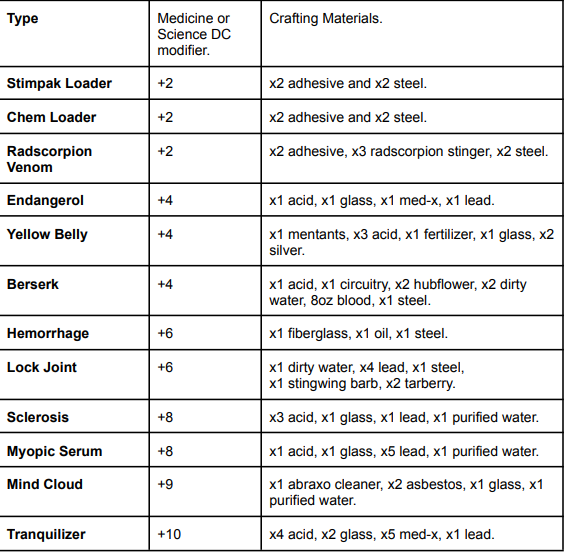 Type
Medicine or
Science DC
modifier.
Crafting Materials.
Stimpak Loader
+2
x2 adhesive and x2 steel.
Chem Loader
+2
x2 adhesive and x2 steel.
Radscorpion
Venom
+2
x2 adhesive, x3 radscorpion stinger, x2 steel.
Endangerol
+4
x1 acid, x1 glass, x1 med-x, x1 lead.
Yellow Belly
+4
x1 mentants, x3 acid, x1 fertilizer, x1 glass, x2
silver.
Berserk
+4
x1 acid, x1 circuitry, x2 hubflower, x2 dirty
water, 8oz blood, x1 steel.
Hemorrhage
+6
x1 fiberglass, x1 oil, x1 steel.
Lock Joint
+6
x1 dirty water, x4 lead, x1 steel,
x1 stingwing barb, x2 tarberry.
Sclerosis
+8
x3 acid, x1 glass, x1 lead, x1 purified water.
Myopic Serum
+8
x1 acid, x1 glass, x5 lead, x1 purified water.
Mind Cloud
+9
x1 abraxo cleaner, x2 asbestos, x1 glass, x1
purified water.
Tranquilizer
+10
x4 acid, x2 glass, x5 med-x, x1 lead.